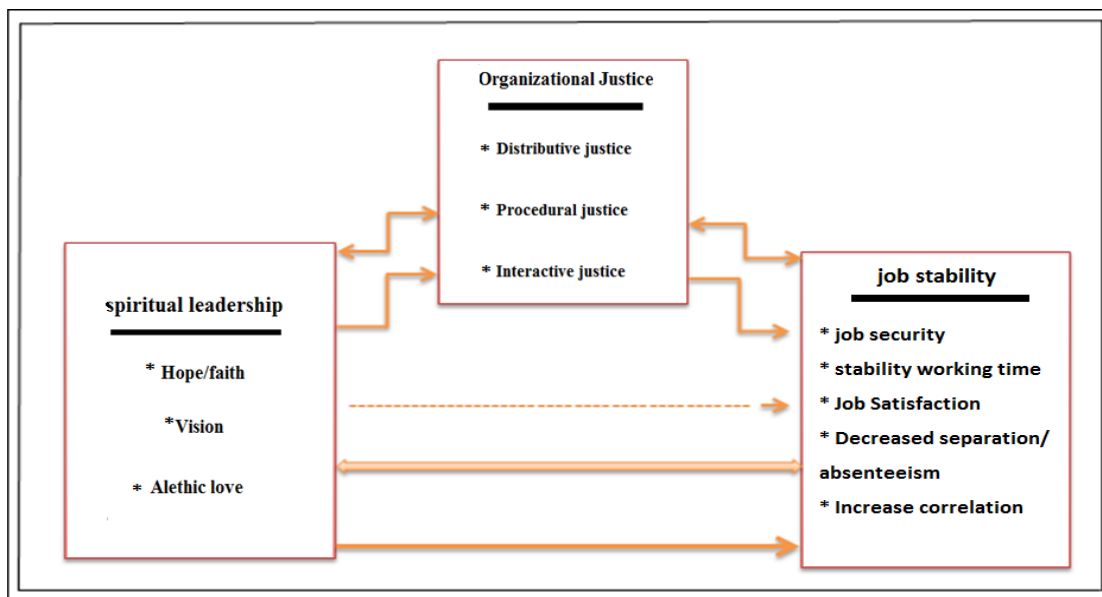 Organizational Justice
* Distributive justice
* Procedural justice
* Interactive justice
spiritual leadership
* Hope/faith
*Vision
* Alethic love
job stability
* job security
* stability working time
* Job Satisfaction
* Decreased separation/
absenteeism
* Increase correlation